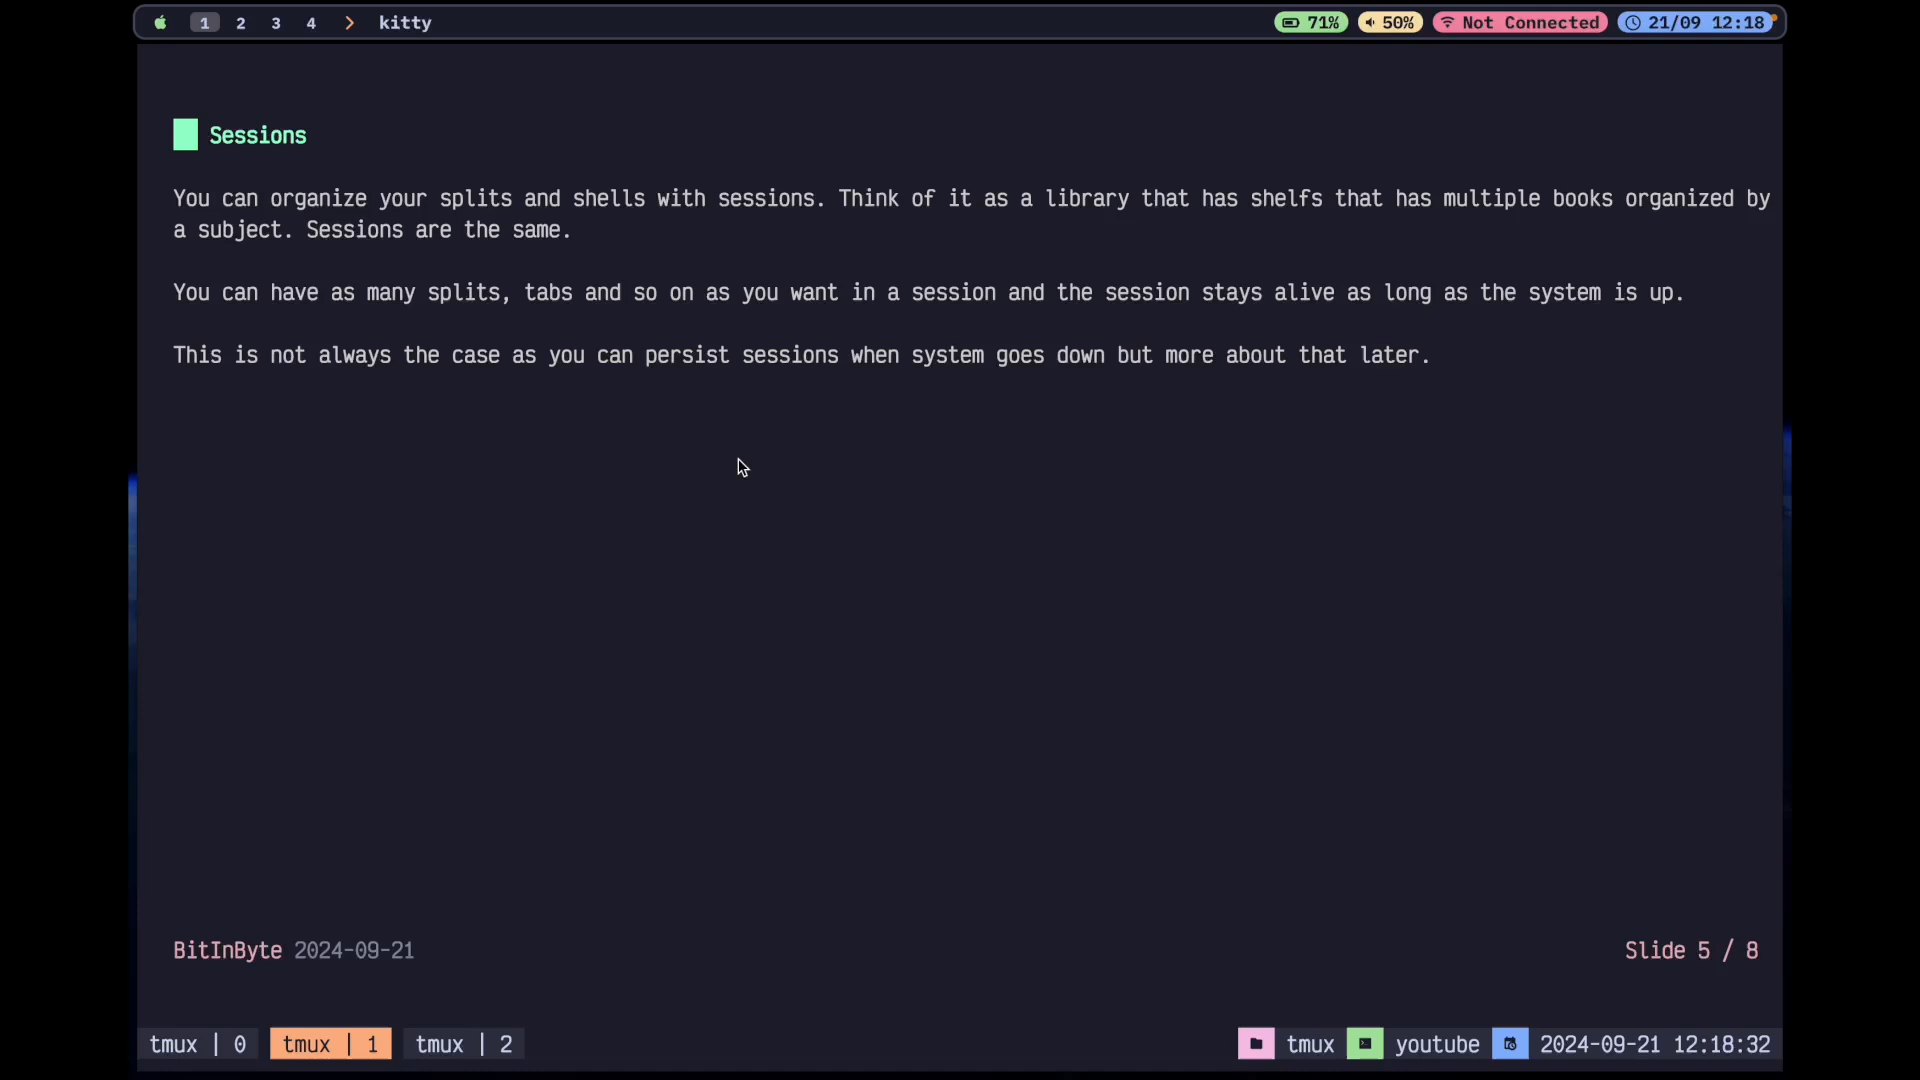 1 2 3 4 > kitty 71% 50% Not Connected 21/09 12:18
Sessions
You can organize your splits and shells with sessions. Think of it as a library that has shelfs that has multiple books organized by
a subject. Sessions are the same.
You can have as many splits, tabs and so on as you want in a session and the session stays alive as long as the system is up.
This is not always the case as you can persist sessions when system goes down but more about that later.
BitInByte 2024-09-21 Slide 5 / 8
tmux | 0 tmux | 1 tmux | 2 tmux youtube 2024-09-21 12:18:32